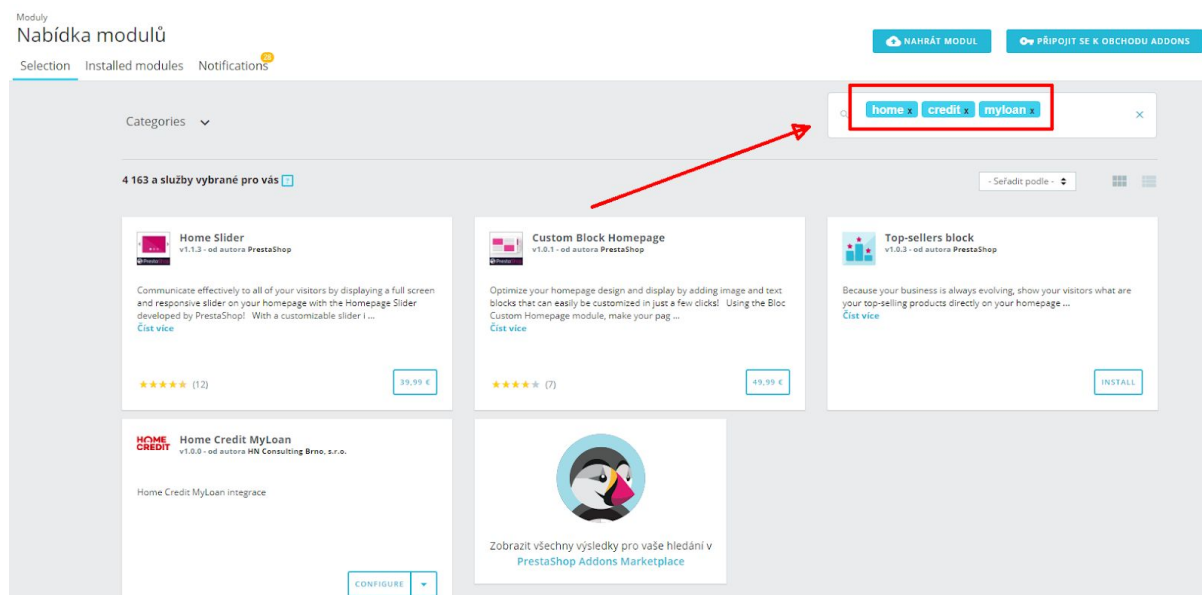 Moduly
Nabídka modulů
NAHRÁT MODUL
PŘIPOJIT SE K OBCHODU ADDONS
Selection Installed modules Notifications
Categories
home x credit x myloan x
×
4 163 a služby vybrané pro vás
- Seřadit podle -
Home Slider
v1.1.3 - od autora PrestaShop
Communicate effectively to all of your visitors by displaying a full screen
and responsive slider on your homepage with the Homepage Slider
developed by PrestaShop! With a customizable slider i ...
Číst více
(12)
39,99 €
Custom Block Homepage
v1.0.1 - od autora PrestaShop
Optimize your homepage design and display by adding image and text
blocks that can easily be customized in just a few clicks! Using the Bloc
Custom Homepage module, make your pag ...
Číst více
(7)
49,99 €
Top-sellers block
v1.0.3 - od autora PrestaShop
Because your business is always evolving, show your visitors what are
your top-selling products directly on your homepage ...
Číst více
INSTALL
HOME
CREDIT
Home Credit MyLoan
v1.0.0 - od autora HN Consulting Brno, s.r.o.
Home Credit MyLoan integrace
CONFIGURE
Zobrazit všechny výsledky pro vaše hledání v
PrestaShop Addons Marketplace